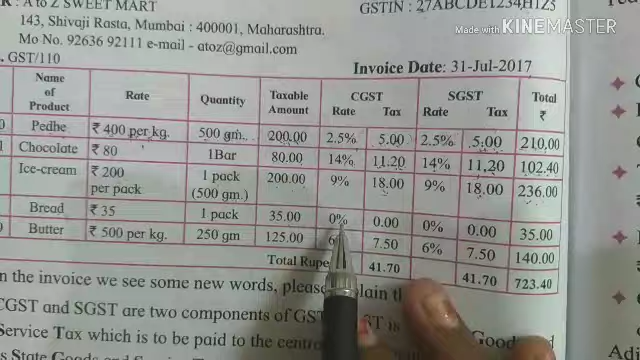 : A to Z SWEET MART
GSTIN : 27ABCDE1234H1Z5
143, Shivaji Rasta, Mumbai : 400001, Maharashtra.
Made with KINEMASTER
Mo No. 92636 92111 e-mail - atoz@gmail.com
. GST/110
Invoice Date: 31-Jul-2017
Name of Product Rate Quantity Taxable Amount CGST SGST Total ₹
Rate Tax Rate Tax
Pedhe ₹ 400 per kg. 500 gm. 200.00 2.5% 5.00 2.5% 5.00 210.00
Chocolate ₹ 80 1Bar 80.00 14% 11.20 14% 11.20 102.40
Ice-cream ₹ 200 per pack 1 pack (500 gm.) 200.00 9% 18.00 9% 18.00 236.00
Bread ₹ 35 1 pack 35.00 0% 0.00 0% 0.00 35.00
Butter ₹ 500 per kg. 250 gm 125.00 7.50 6% 7.50 140.00
Total 41.70 41.70 723.40
the invoice we see some new words, please
CGST and SGST are two components of
Service Tax which is to be paid to the